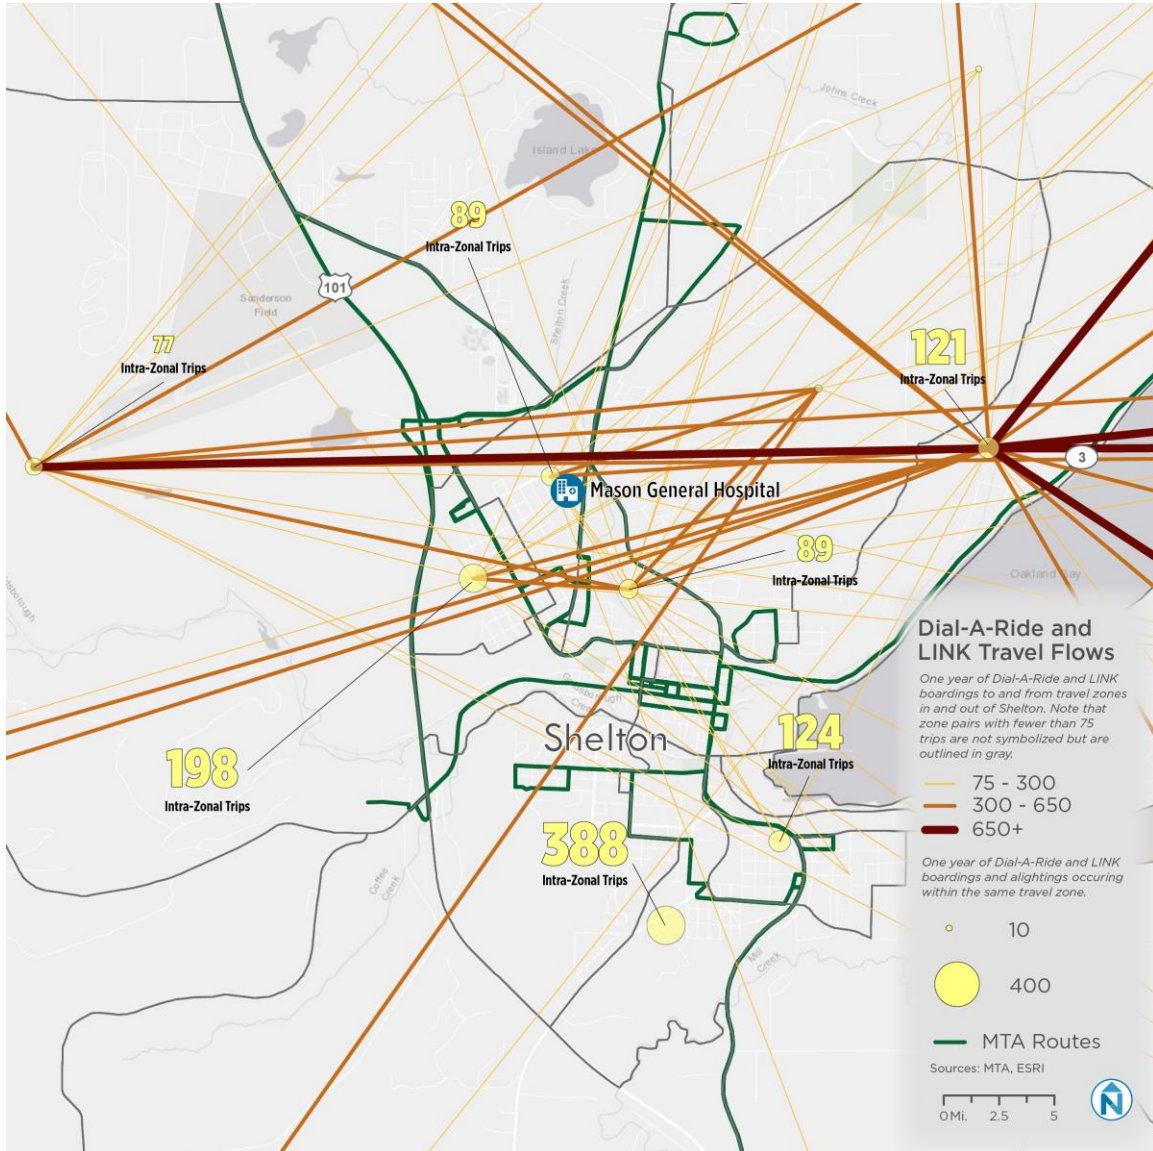 Johns Creek
Island Lake
89
Intra-Zonal Trips
101
Sanderson
Field
Shelton Creek
77
Intra-Zonal Trips
121
Intra-Zonal Trips
3
Mason General Hospital
89
Intra-Zonal Trips
Oakland Bay
Goldsborough
Creek
Shelton
198
Intra-Zonal Trips
124
Intra-Zonal Trips
388
Intra-Zonal Trips
Coffee
Creek
Mill
Creek
Dial-A-Ride and
LINK Travel Flows
One year of Dial-A-Ride and LINK
boardings to and from travel zones
in and out of Shelton. Note that
zone pairs with fewer than 75
trips are not symbolized but are
outlined in gray.
75 - 300
300 - 650
650+
One year of Dial-A-Ride and LINK
boardings and alightings occuring
within the same travel zone.
10
400
MTA Routes
Sources: MTA, ESRI
0Mi. 2.5 5
N